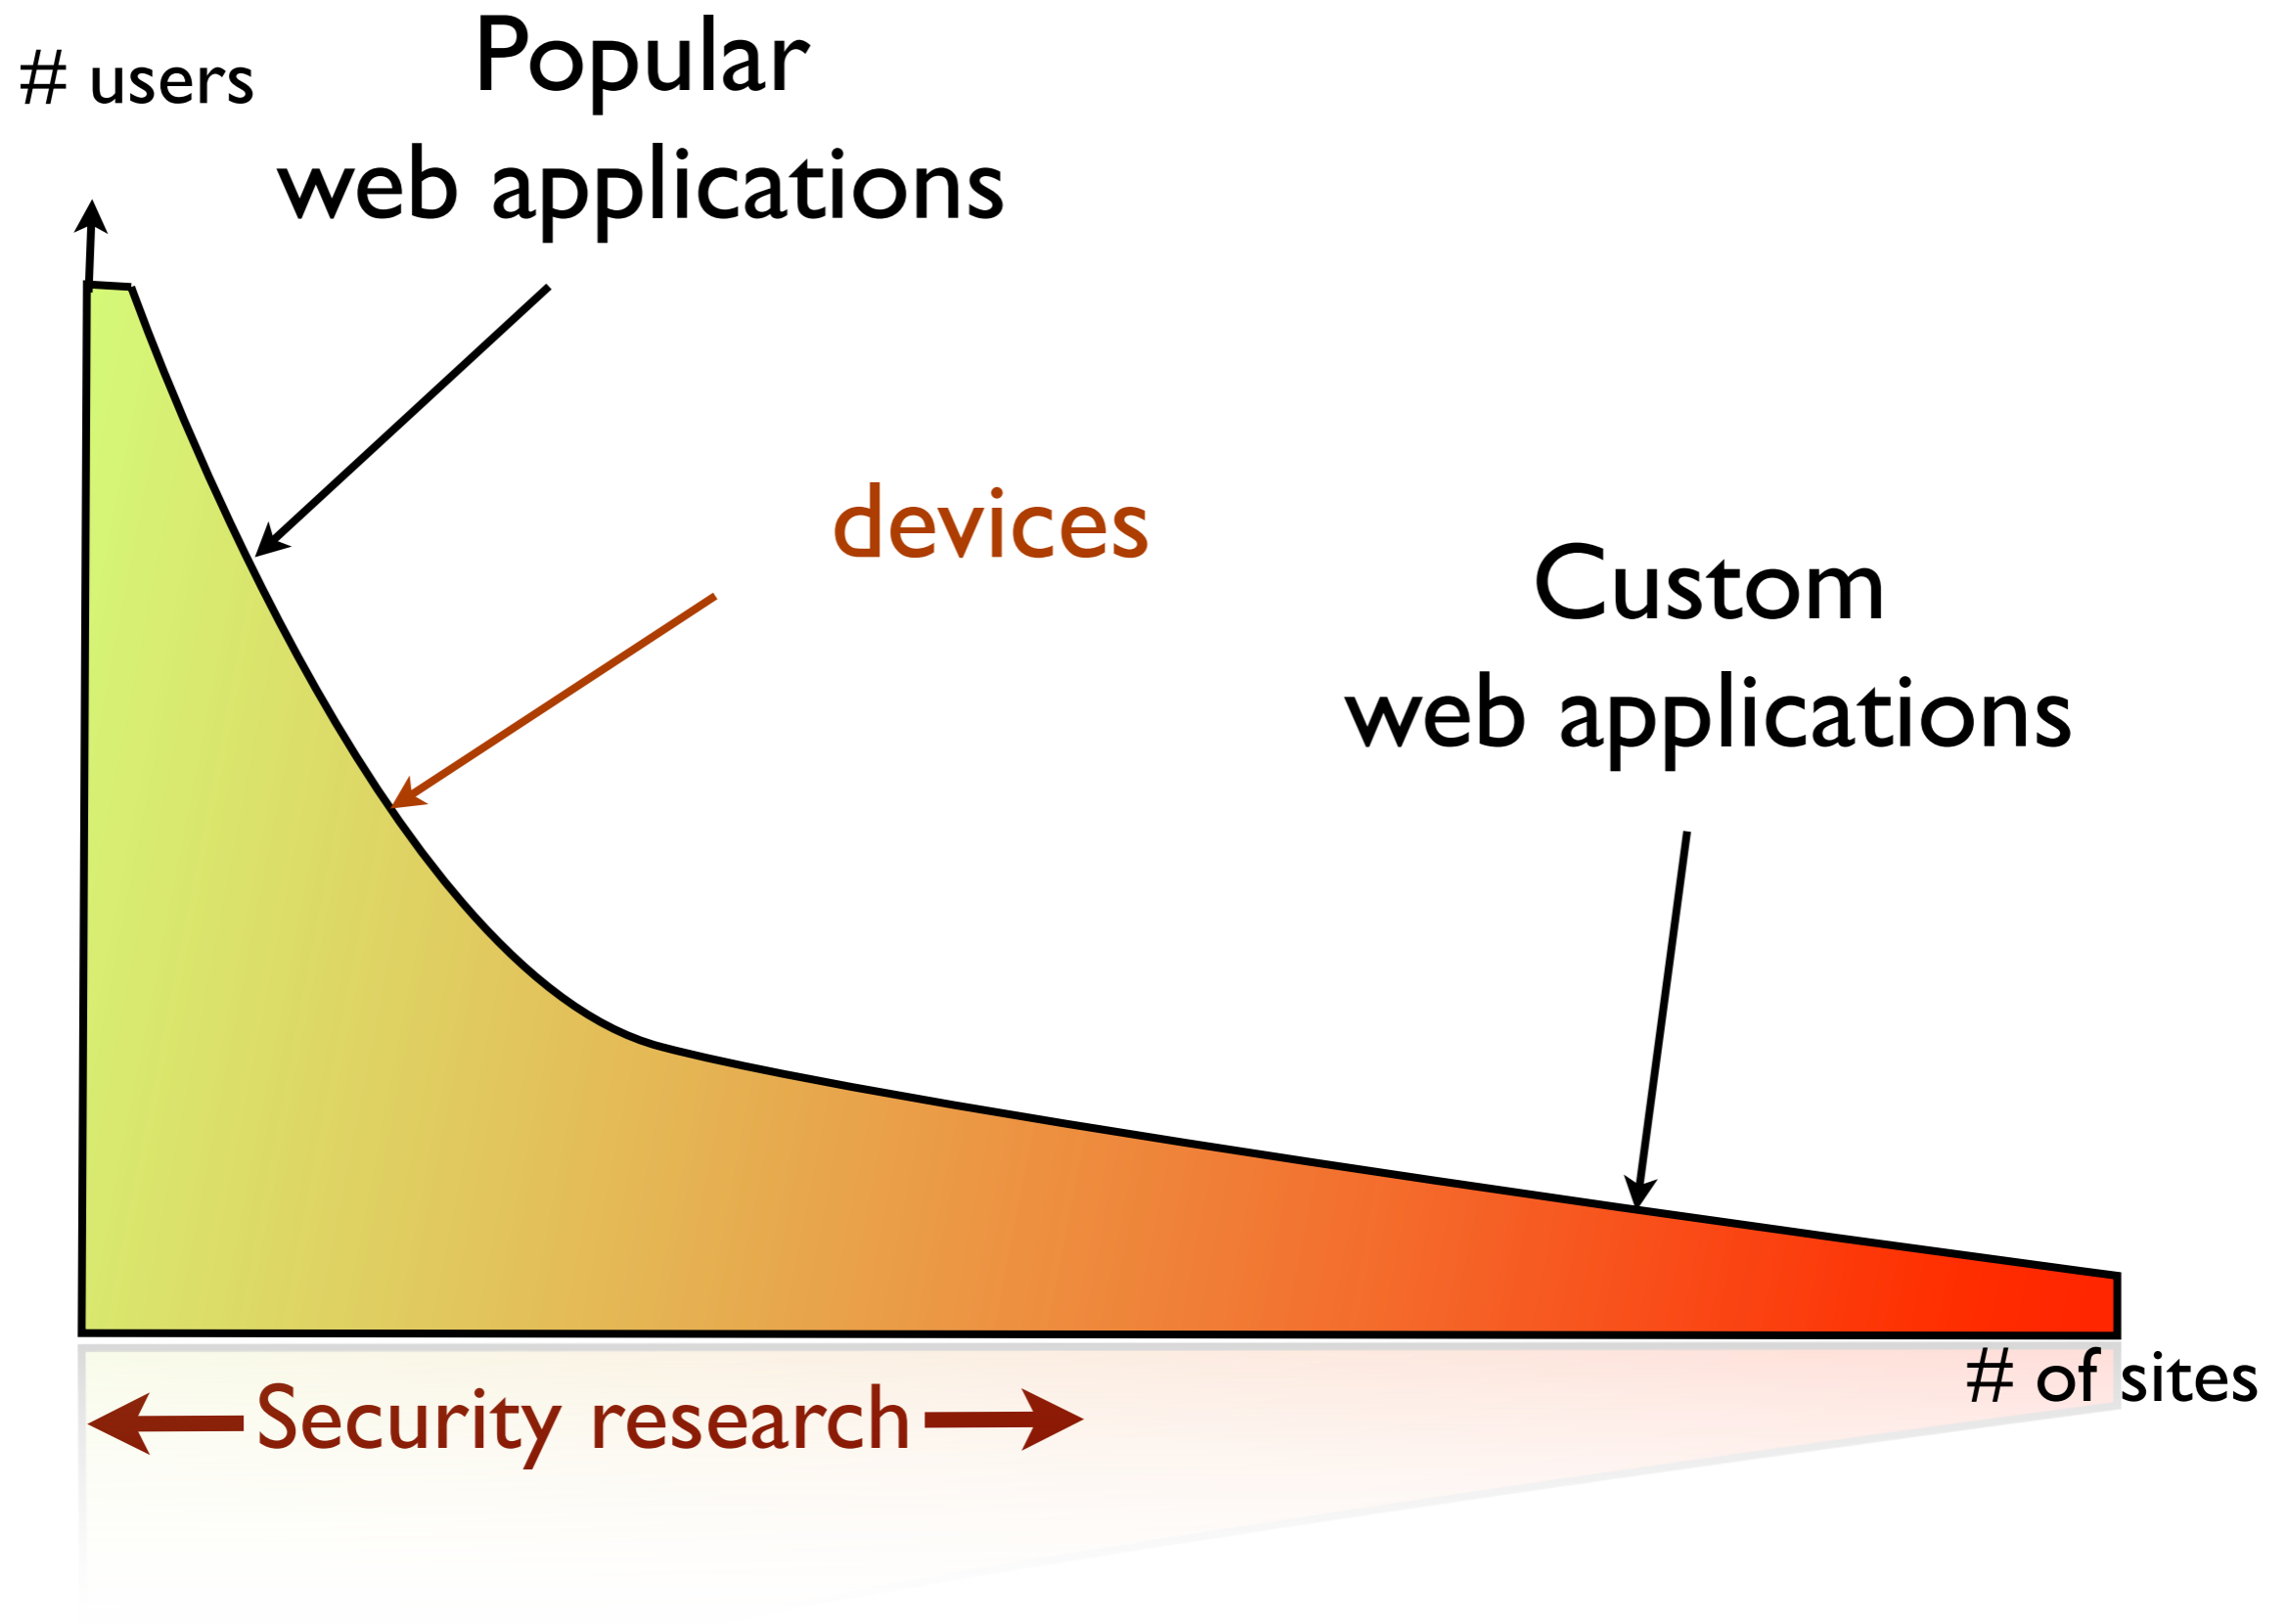 # users
Popular
web applications
devices
Custom
web applications
# of sites
Security research